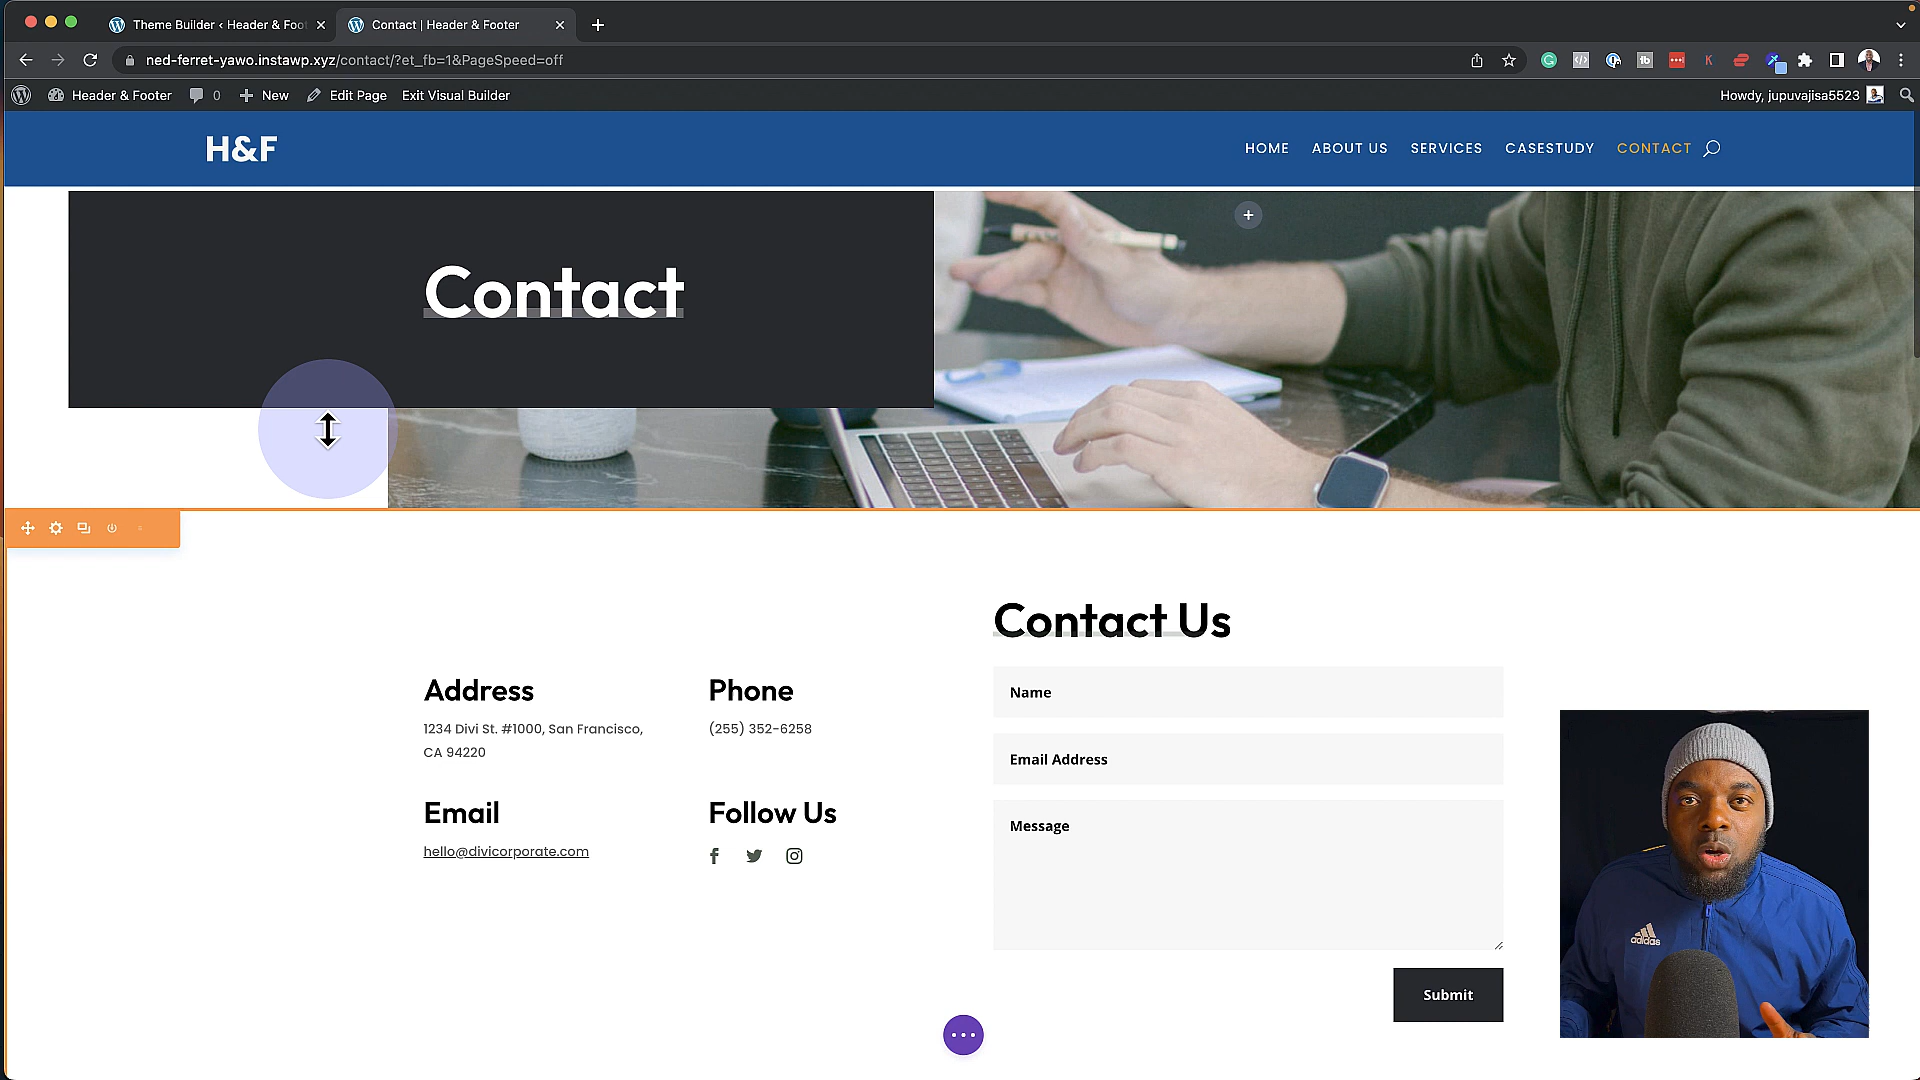 Theme Builder ‹ Header & Foo
Contact | Header & Footer
ned-ferret-yawo.instawp.xyz/contact/?et_fb=1&PageSpeed=off
Header & Footer
0
New
Edit Page
Exit Visual Builder
Howdy, jupuvajisa5523
H&F
HOME
ABOUT US
SERVICES
CASESTUDY
CONTACT
Contact
Contact Us
Address
1234 Divi St. #1000, San Francisco,
CA 94220
Phone
(255) 352-6258
Email
hello@divicorporate.com
Follow Us
Name
Email Address
Message
Submit
adidas